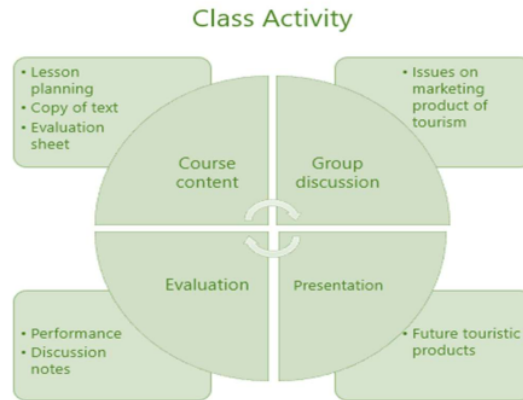 Class Activity
• Lesson
planning
• Copy of text
• Evaluation
sheet
• Issues on
marketing
product of
tourism
Course
content
Group
discussion
Evaluation
Presentation
• Performance
• Discussion
notes
• Future touristic
products